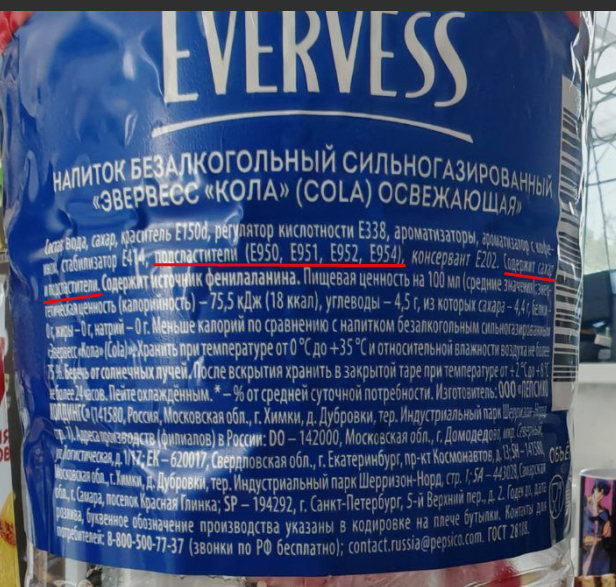 EVERVESS
НАПИТОК БЕЗАЛКОГОЛЬНЫЙ СИЛЬНОГАЗИРОВАННЫЙ
«ЭВЕРВЕСС «КОЛА» (COLA) ОСВЕЖАЮЩАЯ»
Состав: вода, сахар, краситель E150d, регулятор кислотности E338, ароматизаторы, ароматизатор с кофе-
ина, стабилизатор E414, подсластители (E950, E951, E952, E954), консервант E202. Содержит сахар
и подсластители. Содержит источник фенилаланина. Пищевая ценность на 100 мл (средние значения): энер-
гетическая ценность (калорийность) – 75,5 кДж (18 ккал), углеводы – 4,5 г, из которых сахара – 4,4 г, белки –
0 г, жиры – 0 г, натрий – 0 г. Меньше калорий по сравнению с напитком безалкогольным сильногазированным
«Эвервесс «Кола» (Cola)». Хранить при температуре от 0 °C до +35 °C и относительной влажности воздуха не более
75 %. Беречь от солнечных лучей. После вскрытия хранить в закрытой таре при температуре от +2 °C до +6 °C
не более 24 часов. Пейте охлаждённым. * – % от средней суточной потребности. Изготовитель: ООО «ПЕПСИКО
ХОЛДИНГС» (141580, Россия, Московская обл., г. Химки, д. Дубровки, тер. Индустриальный парк Шерризон-Норд,
стр. 1). Адреса производств (филиалов) в России: DO – 142000, Московская обл., г. Домодедово, мкр. Северный,
ул. Логистическая, д. 1/17; EK – 620017, Свердловская обл., г. Екатеринбург, пр-кт Космонавтов, д. 13; SH – 141580,
Московская обл., г. Химки, д. Дубровки, тер. Индустриальный парк Шерризон-Норд, стр. 1; SA – 443028, Самарская
обл., г. Самара, поселок Красная Глинка; SP – 194292, г. Санкт-Петербург, 5-й Верхний пер., д. 2. Годен до, дата
розлива, буквенное обозначение производства указаны в кодировке на плече бутылки. Контакты для
потребителей: 8-800-500-77-37 (звонки по РФ бесплатно); contact.russia@pepsico.com. ГОСТ 28188.
ОБЪЁ